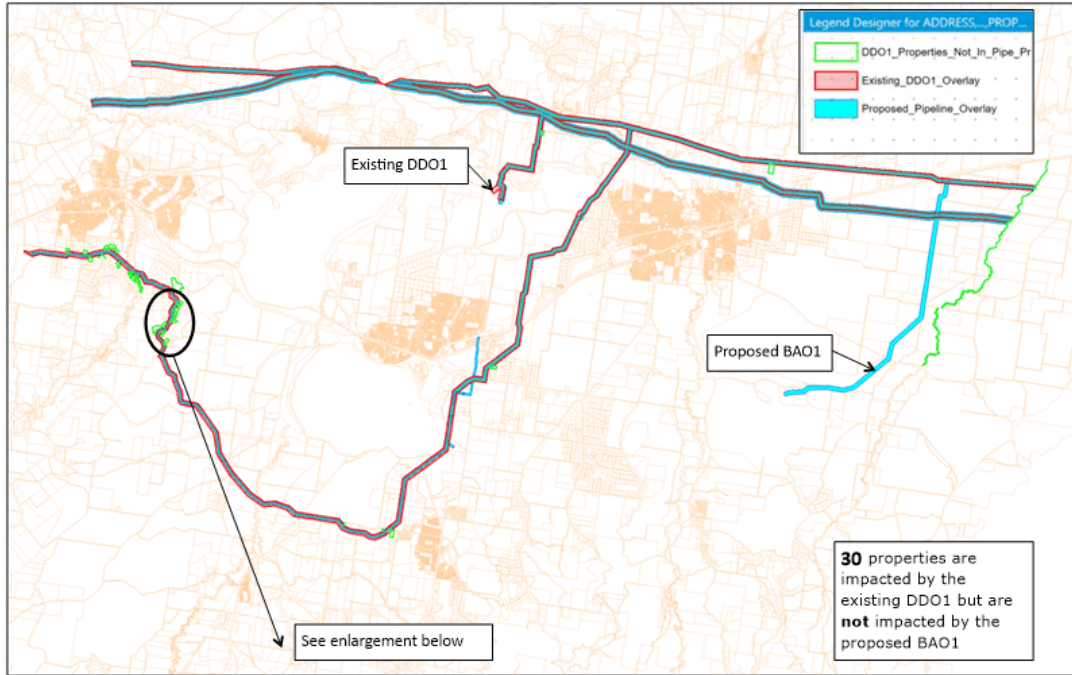 Legend Designer for ADDRESS,...,PROP...
DDO1_Properties_Not_In_Pipe_Pr
Existing_DDO1_Overlay
Proposed_Pipeline_Overlay
Existing DDO1
Proposed BAO1
See enlargement below
30 properties are
impacted by the
existing DDO1 but are
not impacted by the
proposed BAO1